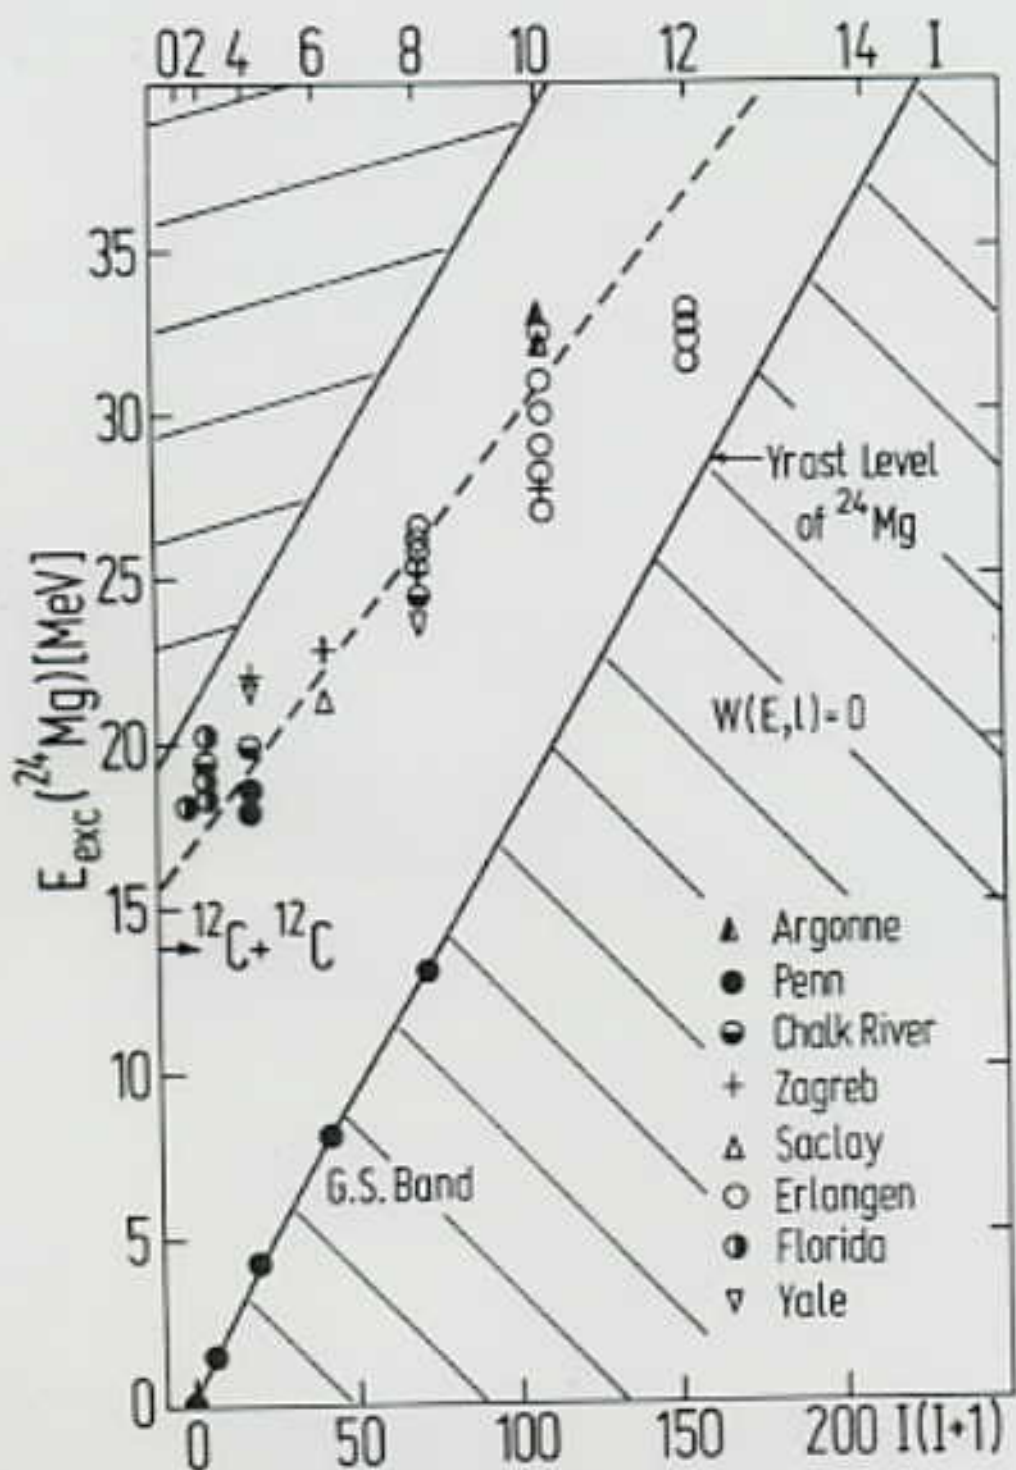 0 2 4 6 8 10 12 14 I
35
30
25
20
15
10
5
0
E_exc(²⁴Mg)[MeV]
Yrast Level
of ²⁴Mg
W(E,l)=0
¹²C+¹²C
G.S. Band
Argonne
Penn
Chalk River
Zagreb
Saclay
Erlangen
Florida
Yale
0 50 100 150 200 I(I+1)